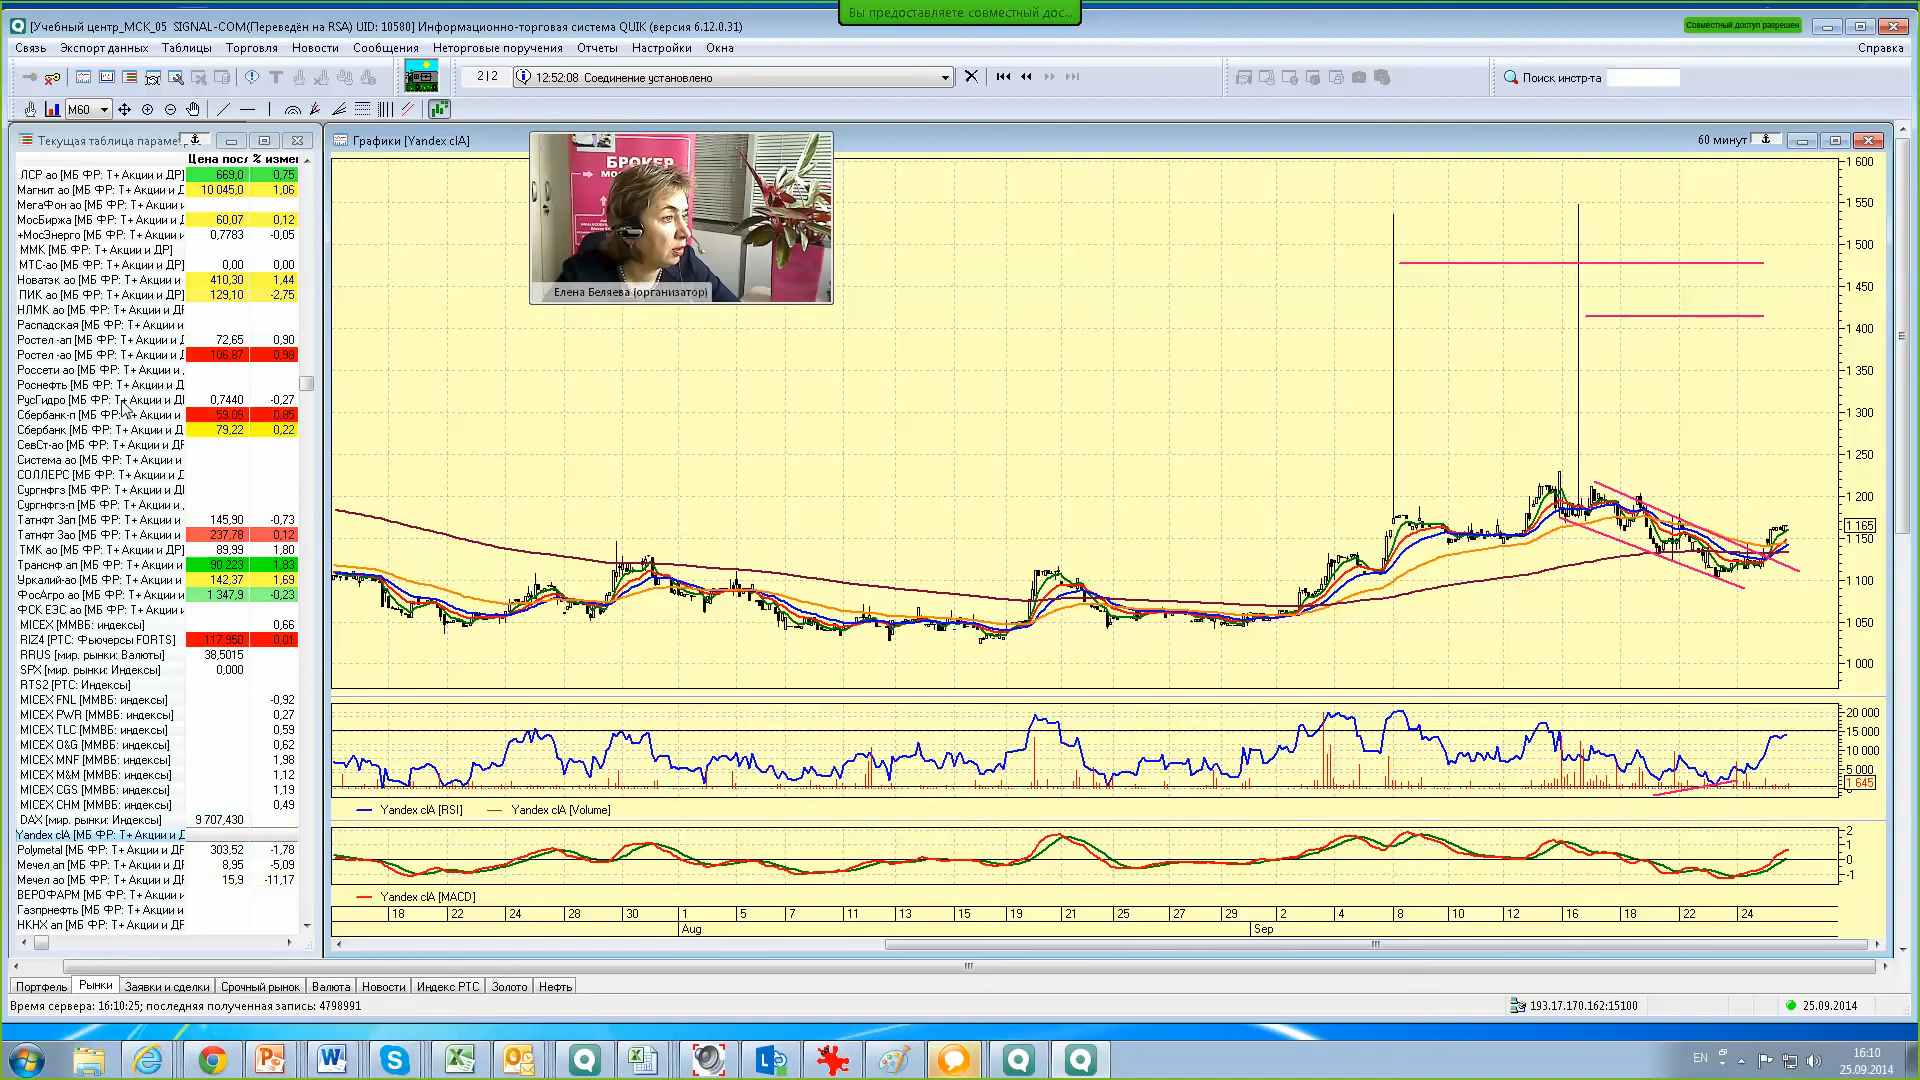 Вы предоставляете совместный дос...
[Учебный центр_МСК_05 SIGNAL-COM(Переведён на RSA) UID: 10580] Информационно-торговая система QUIK (версия 6.12.0.31)
Совместный доступ разрешен
Связь Экспорт данных Таблицы Торговля Новости Сообщения Неторговые поручения Отчеты Настройки Окна Справка
2|2 12:52:08 Соединение установлено Поиск инстр-та
M60
Текущая таблица параме
Графики [Yandex clA] 60 минут
Цена посл % измен
ЛСР ао [МБ ФР: Т+ Акции и ДР] 669,0 0,75
Магнит ао [МБ ФР: Т+ Акции и Д 10 045,0 1,06
МегаФон ао [МБ ФР: Т+ Акции и
МосБиржа [МБ ФР: Т+ Акции и Д 60,07 0,12
+МосЭнерго [МБ ФР: Т+ Акции и 0,7783 -0,05
ММК [МБ ФР: Т+ Акции и ДР]
МТС-ао [МБ ФР: Т+ Акции и ДР] 0,00 0,00
Новатэк ао [МБ ФР: Т+ Акции и 410,30 1,44
ПИК ао [МБ ФР: Т+ Акции и ДР] 129,10 -2,75
НЛМК ао [МБ ФР: Т+ Акции и ДР
Распадская [МБ ФР: Т+ Акции и
Ростел -ап [МБ ФР: Т+ Акции и Д 72,65 0,90
Ростел -ао [МБ ФР: Т+ Акции и Д 106,87 0,98
Россети ао [МБ ФР: Т+ Акции и
Роснефть [МБ ФР: Т+ Акции и Д
РусГидро [МБ ФР: Т+ Акции и ДР 0,7440 -0,27
Сбербанк-п [МБ ФР: Т+ Акции и 59,09 0,85
Сбербанк [МБ ФР: Т+ Акции и Д 79,22 0,22
СевСт-ао [МБ ФР: Т+ Акции и ДР
Система ао [МБ ФР: Т+ Акции и
СОЛЛЕРС [МБ ФР: Т+ Акции и Д
Сургнфгз [МБ ФР: Т+ Акции и ДР
Сургнфгз-п [МБ ФР: Т+ Акции и
Татнфт 3ап [МБ ФР: Т+ Акции и 145,90 -0,73
Татнфт 3ао [МБ ФР: Т+ Акции и 237,78 0,12
ТМК ао [МБ ФР: Т+ Акции и ДР] 89,99 1,80
Транснф ап [МБ ФР: Т+ Акции и 90 223 1,83
Уркалий-ао [МБ ФР: Т+ Акции и 142,37 1,69
ФосАгро ао [МБ ФР: Т+ Акции и 1 347,9 -0,23
ФСК ЕЭС ао [МБ ФР: Т+ Акции и
MICEX [ММВБ: индексы] 0,66
RIZ4 [РТС: Фьючерсы FORTS] 117,950 0,01
RRUS [мир. рынки: Валюты] 38,5015
SPX [мир. рынки: Индексы] 0,000
RTS2 [РТС: Индексы]
MICEX FNL [ММВБ: индексы] -0,92
MICEX PWR [ММВБ: индексы] 0,27
MICEX TLC [ММВБ: индексы] 0,59
MICEX O&G [ММВБ: индексы] 0,62
MICEX MNF [ММВБ: индексы] 1,98
MICEX M&M [ММВБ: индексы] 1,12
MICEX CGS [ММВБ: индексы] 1,19
MICEX CHM [ММВБ: индексы] 0,49
DAX [мир. рынки: Индексы] 9 707,430
Yandex clA [МБ ФР: Т+ Акции и Д
Polymetal [МБ ФР: Т+ Акции и 303,52 -1,78
Мечел ап [МБ ФР: Т+ Акции и ДР 8,95 -5,09
Мечел ао [МБ ФР: Т+ Акции и ДР 15,9 -11,17
ВЕРОФАРМ [МБ ФР: Т+ Акции и
Газпрнефть [МБ ФР: Т+ Акции и
НКНХ ап [МБ ФР: Т+ Акции и ДР
БРОКЕР
Елена Беляева (организатор)
1 600
1 550
1 500
1 450
1 400
1 350
1 300
1 250
1 200
1 165
1 150
1 100
1 050
1 000
20 000
15 000
10 000
5 000
1 645
Yandex clA [RSI] Yandex clA [Volume]
2
1
0
-1
Yandex clA [MACD]
18 22 24 28 30 1 5 7 11 13 15 19 21 25 27 29 2 4 8 10 12 16 18 22 24
Aug Sep
Портфель Рынки Заявки и сделки Срочный рынок Валюта Новости Индекс РТС Золото Нефть
Время сервера: 16:10:25; последняя полученная запись: 4798991 193.17.170.162:15100 25.09.2014
EN 16:10
25.09.2014